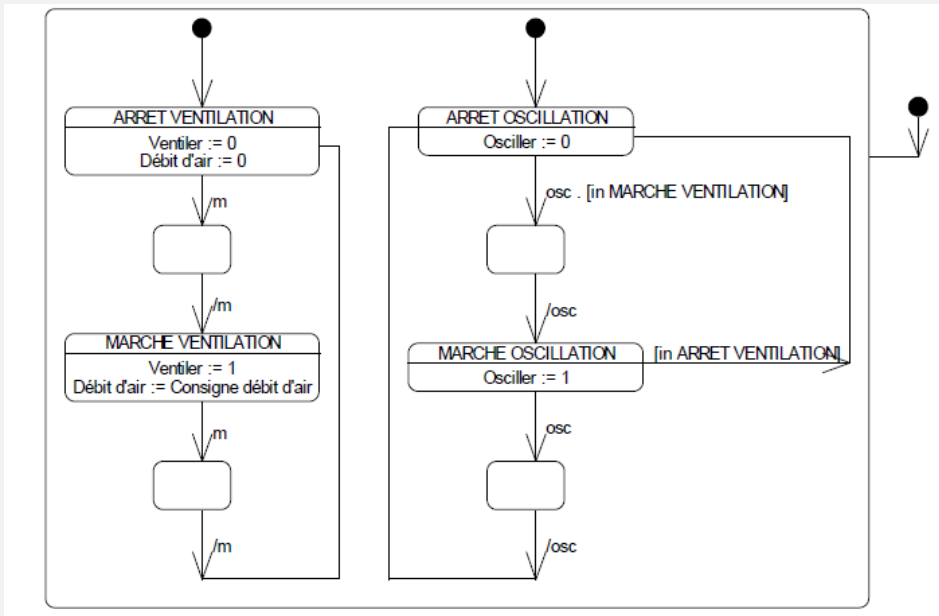 ARRET VENTILATION
Ventiler := 0
Débit d'air := 0
m
/m
MARCHE VENTILATION
Ventiler := 1
Débit d'air := Consigne débit d'air
m
/m
ARRET OSCILLATION
Osciller := 0
osc . [in MARCHE VENTILATION]
/osc
MARCHE OSCILLATION
Osciller := 1
[in ARRET VENTILATION]
osc
/osc